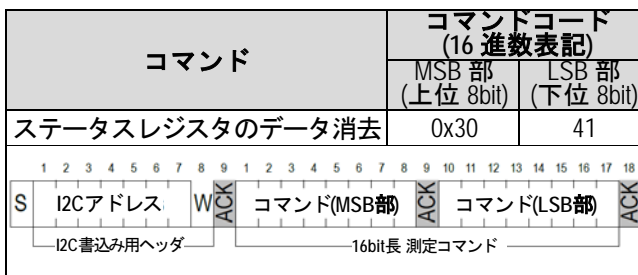 コマンド
コマンドコード
(16 進数表記)
MSB 部
(上位 8bit)
LSB 部
(下位 8bit)
ステータスレジスタのデータ消去 0x30 41
1 2 3 4 5 6 7 8 9 1 2 3 4 5 6 7 8 9 10 11 12 13 14 15 16 17 18
S I2Cアドレス W ACK コマンド(MSB部) ACK コマンド(LSB部) ACK
I2C書込み用ヘッダ 16bit長 測定コマンド